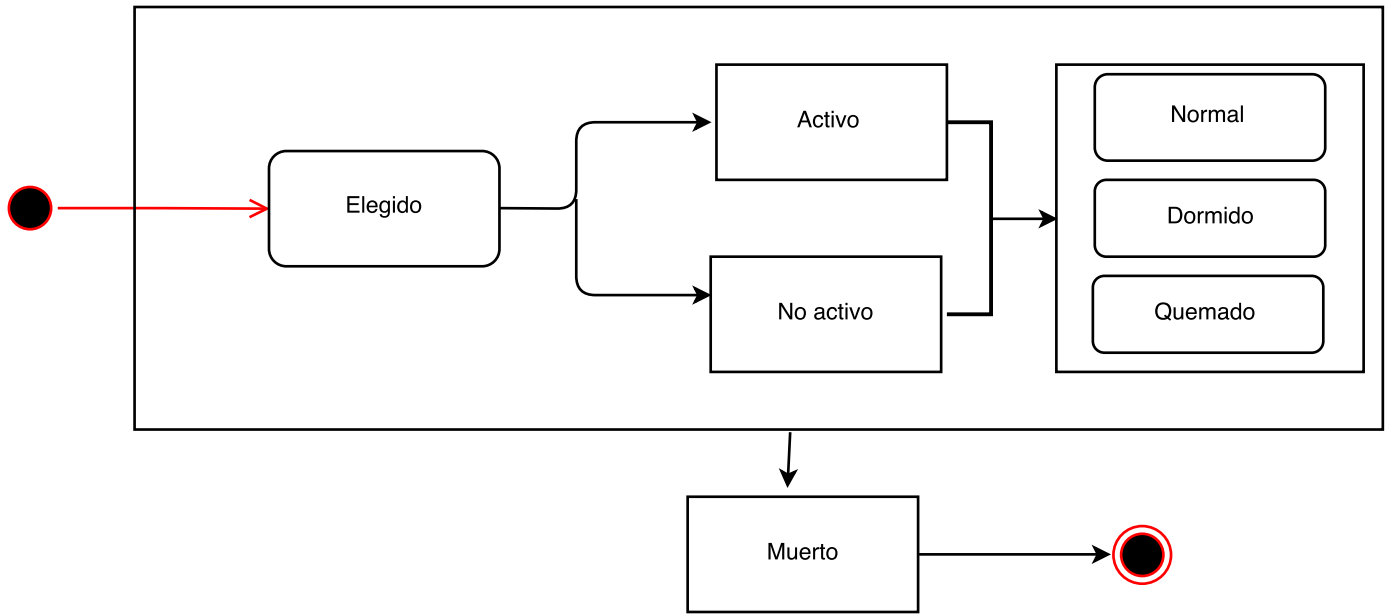 Elegido
Activo
No activo
Normal
Dormido
Quemado
Muerto